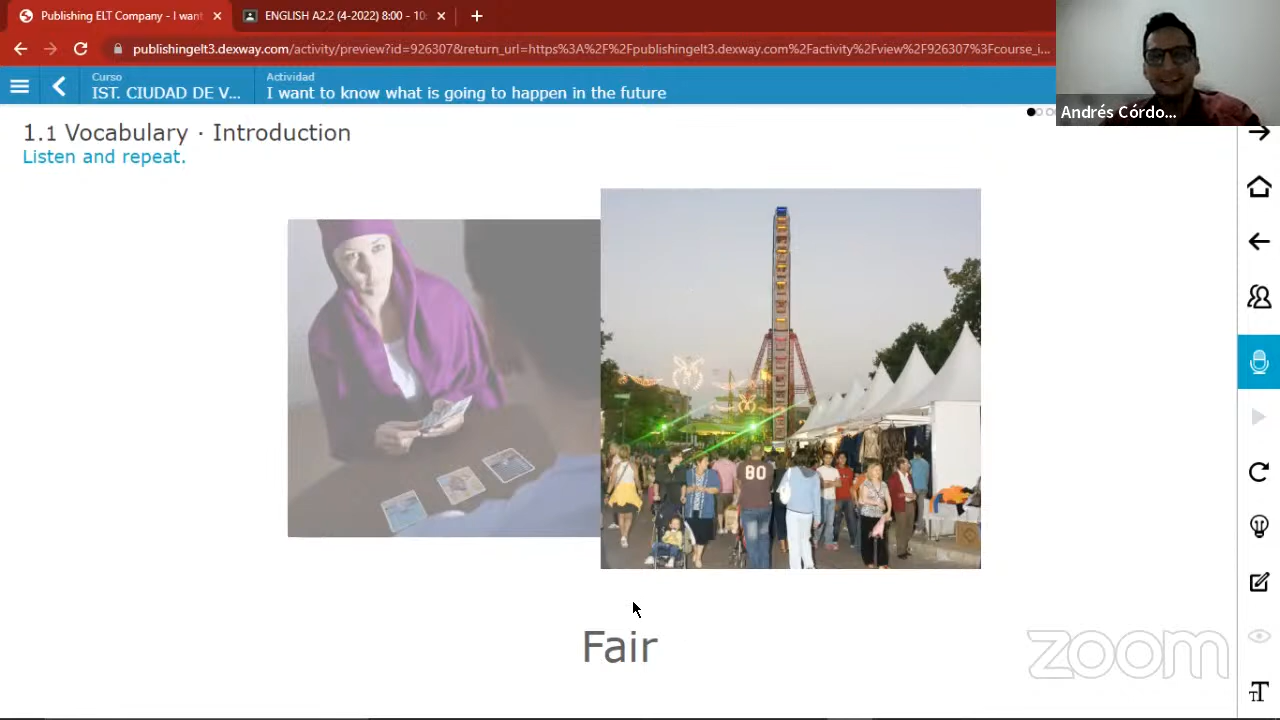 Publishing ELT Company - I want
ENGLISH A2.2 (4-2022) 8:00 - 10:
publishingelt3.dexway.com/activity/preview?id=926307&return_url=https%3A%2F%2Fpublishingelt3.dexway.com%2Factivity%2Fview%2F926307%3Fcourse_i...
Curso
IST. CIUDAD DE V...
Actividad
I want to know what is going to happen in the future
Andrés Córdo...
1.1 Vocabulary · Introduction
Listen and repeat.
80
Fair
zoom